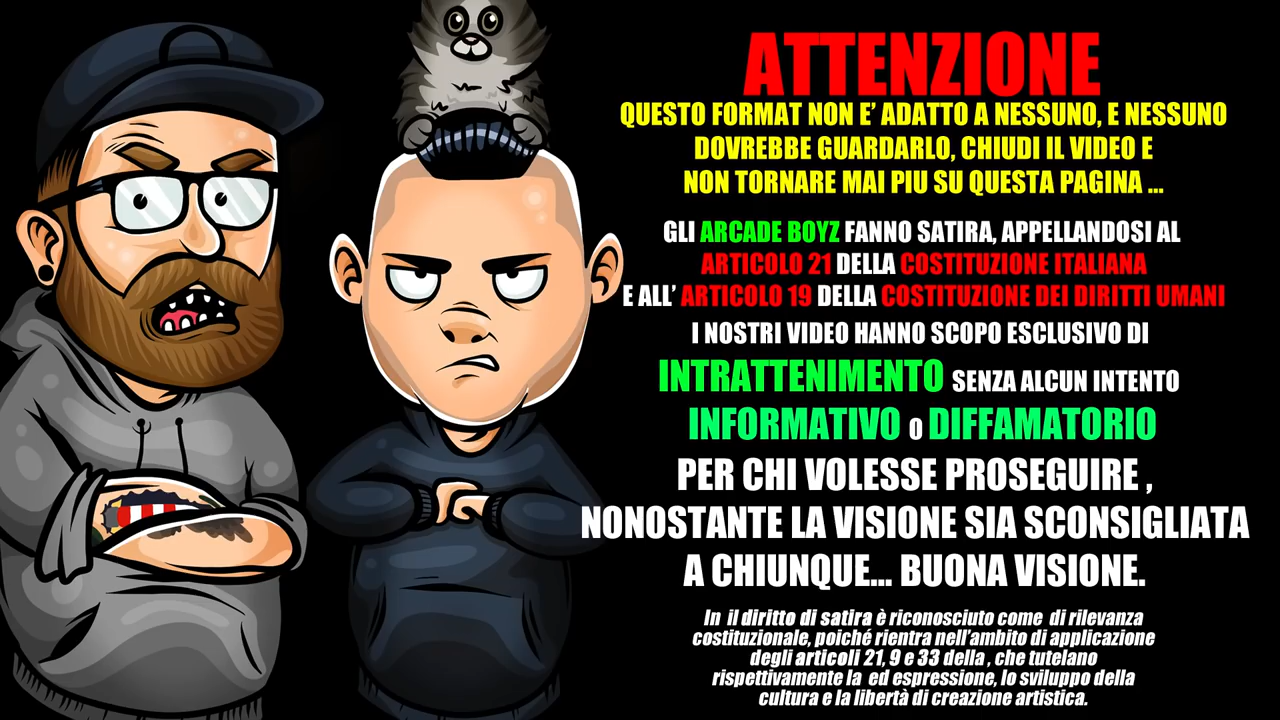 ATTENZIONE
QUESTO FORMAT NON E' ADATTO A NESSUNO, E NESSUNO
DOVREBBE GUARDARLO, CHIUDI IL VIDEO E
NON TORNARE MAI PIU SU QUESTA PAGINA ...
GLI ARCADE BOYZ FANNO SATIRA, APPELLANDOSI AL
ARTICOLO 21 DELLA COSTITUZIONE ITALIANA
E ALL' ARTICOLO 19 DELLA COSTITUZIONE DEI DIRITTI UMANI
I NOSTRI VIDEO HANNO SCOPO ESCLUSIVO DI
INTRATTENIMENTO SENZA ALCUN INTENTO
INFORMATIVO O DIFFAMATORIO
PER CHI VOLESSE PROSEGUIRE ,
NONOSTANTE LA VISIONE SIA SCONSIGLIATA
A CHIUNQUE... BUONA VISIONE.
In il diritto di satira è riconosciuto come di rilevanza
costituzionale, poiché rientra nell'ambito di applicazione
degli articoli 21, 9 e 33 della , che tutelano
rispettivamente la ed espressione, lo sviluppo della
cultura e la libertà di creazione artistica.